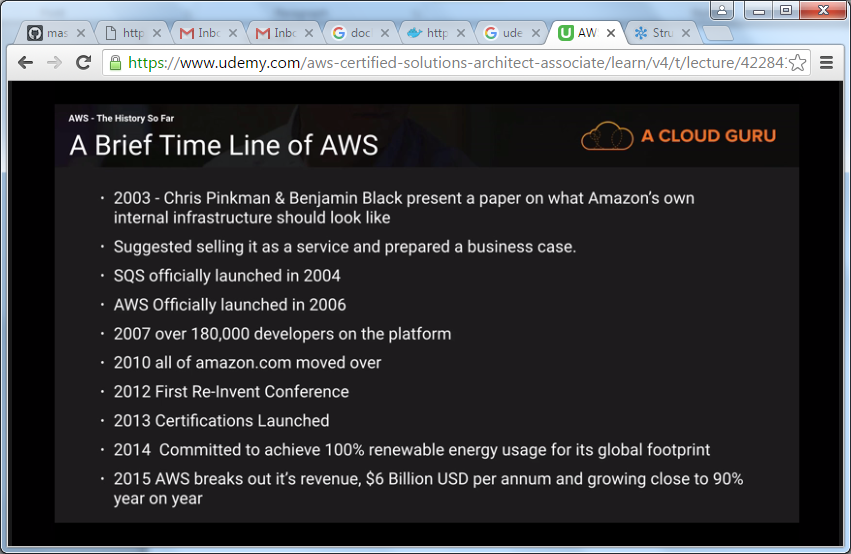 mas
http
Inbo
Inbo
doc
http
ude
AW
Stru
https://www.udemy.com/aws-certified-solutions-architect-associate/learn/v4/t/lecture/42284
AWS - The History So Far
A Brief Time Line of AWS
A CLOUD GURU
· 2003 - Chris Pinkman & Benjamin Black present a paper on what Amazon's own
internal infrastructure should look like
· Suggested selling it as a service and prepared a business case.
· SQS officially launched in 2004
· AWS Officially launched in 2006
· 2007 over 180,000 developers on the platform
· 2010 all of amazon.com moved over
· 2012 First Re-Invent Conference
· 2013 Certifications Launched
· 2014  Committed to achieve 100% renewable energy usage for its global footprint
· 2015 AWS breaks out it's revenue, $6 Billion USD per annum and growing close to 90%
year on year